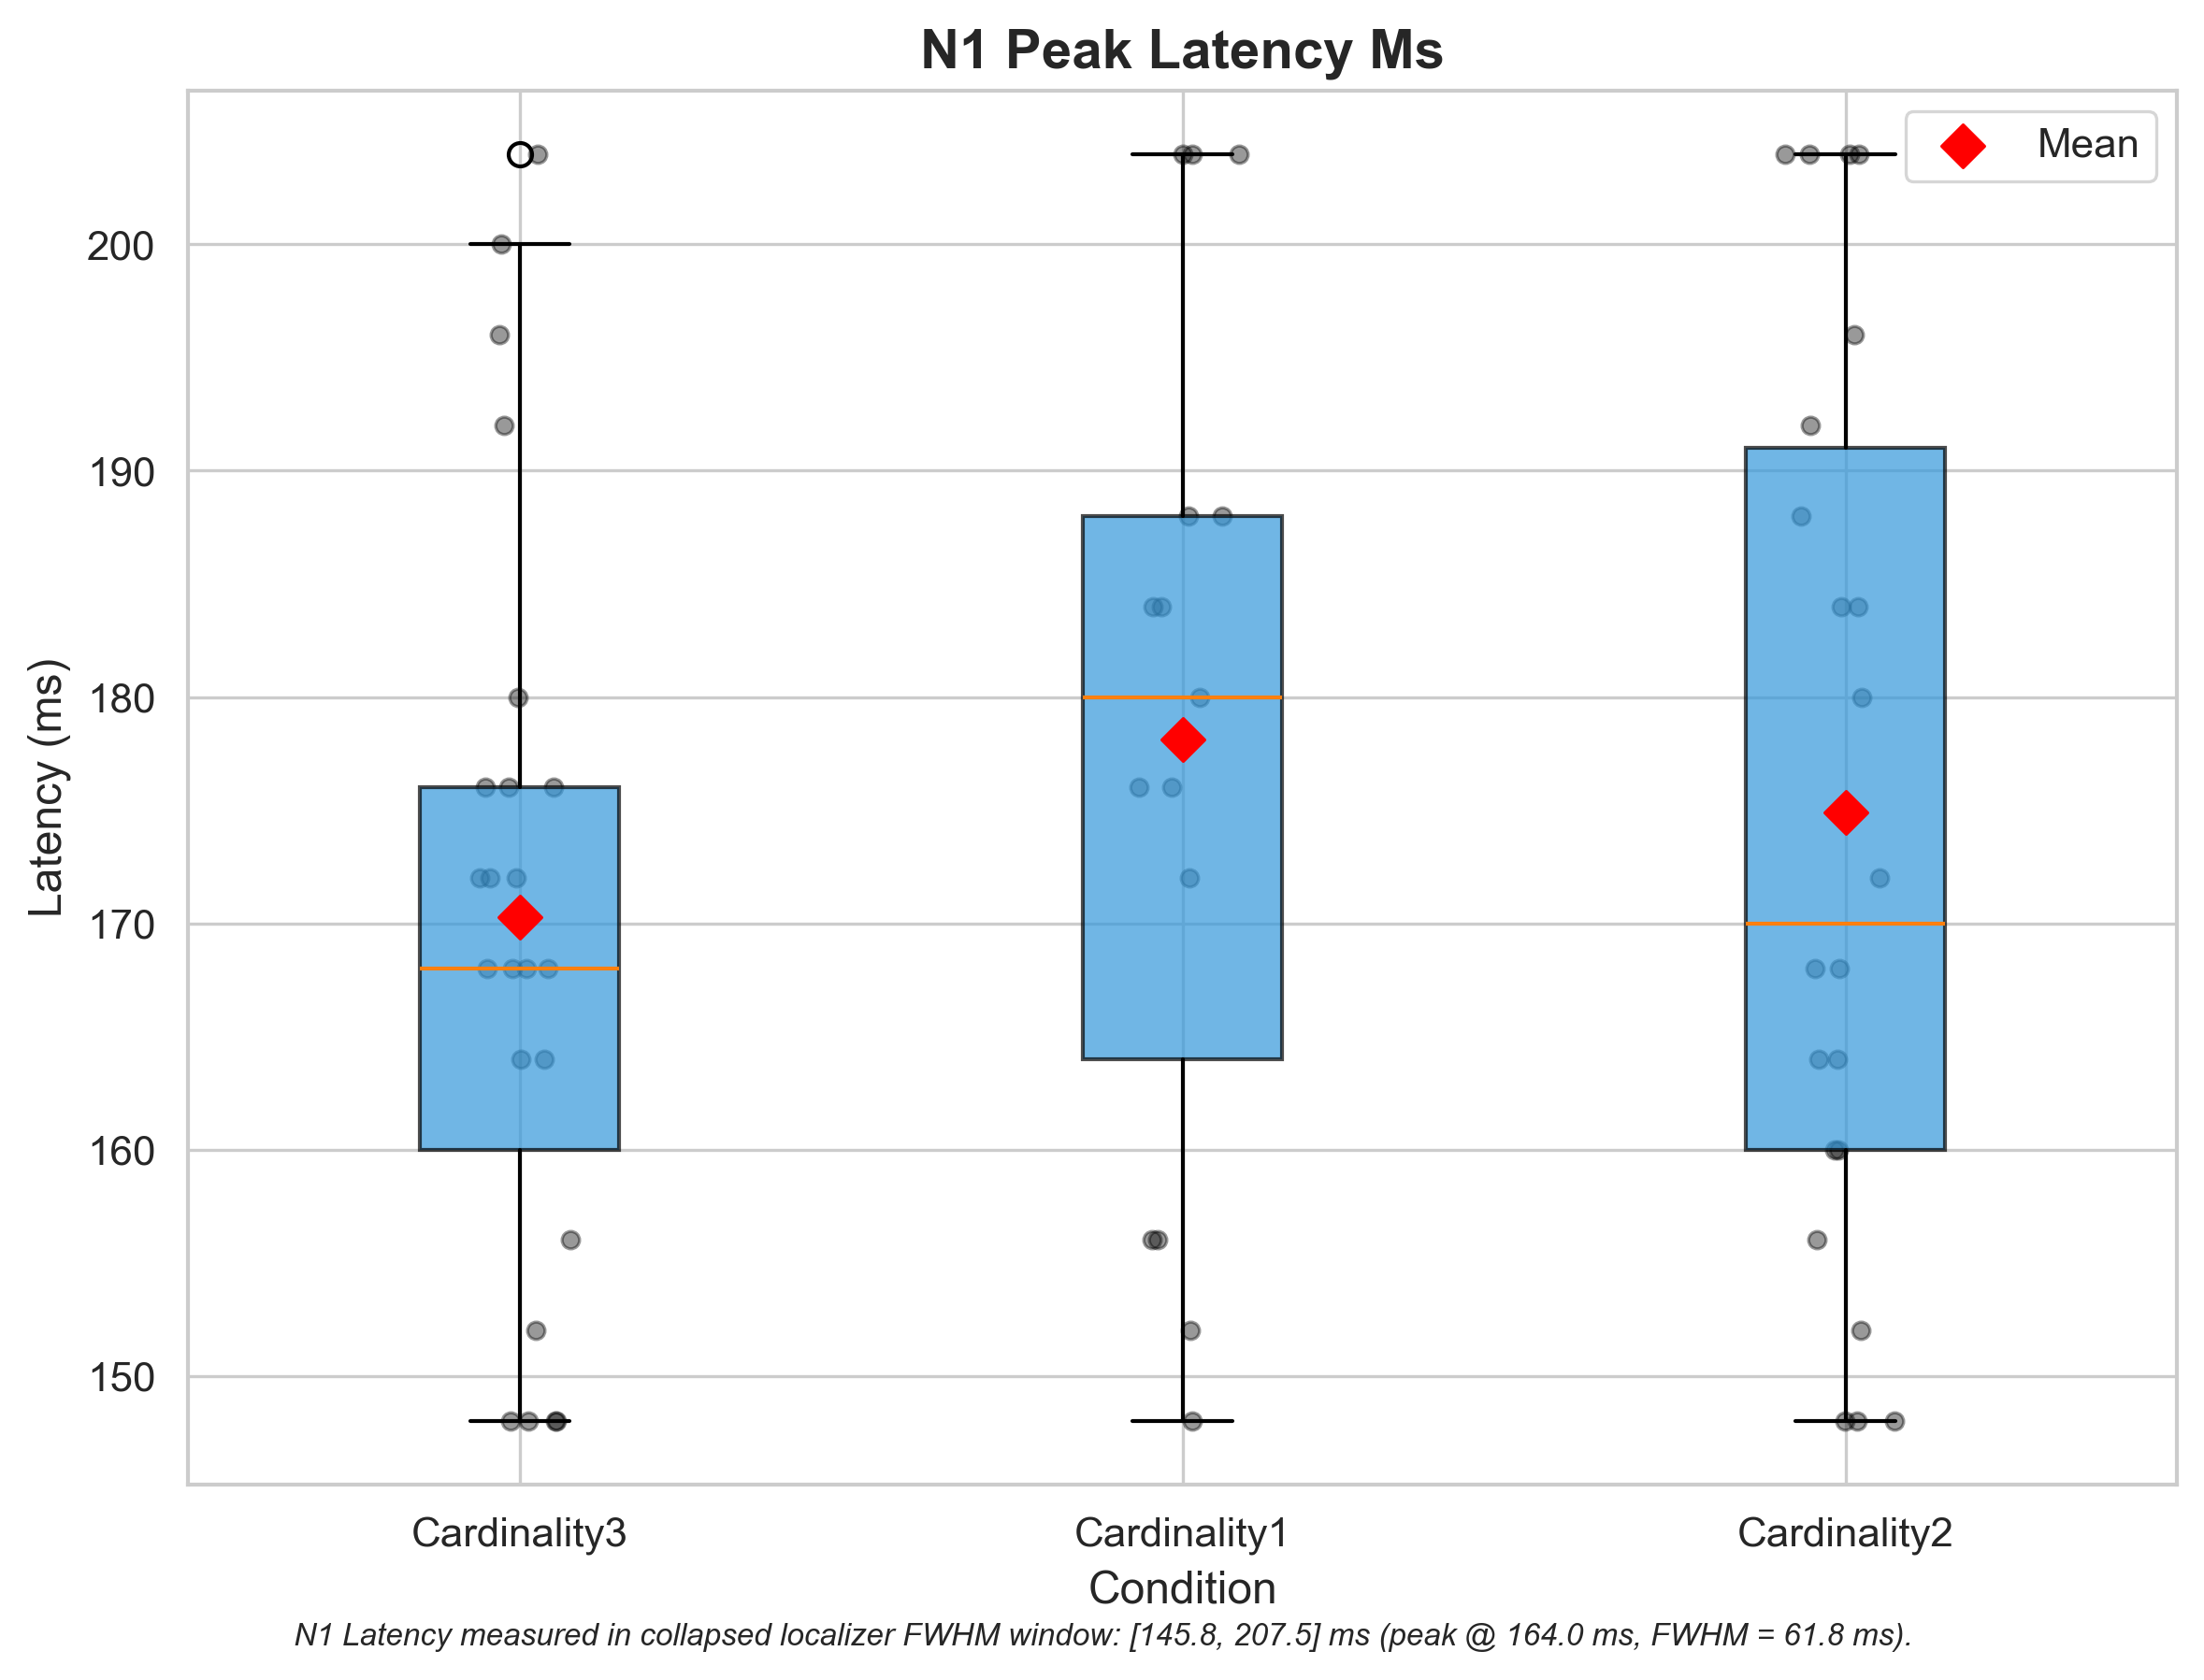 N1 Peak Latency Ms
Mean
200
190
180
170
160
150
Latency (ms)
Cardinality3
Cardinality1
Cardinality2
Condition
N1 Latency measured in collapsed localizer FWHM window: [145.8, 207.5] ms (peak @ 164.0 ms, FWHM = 61.8 ms).